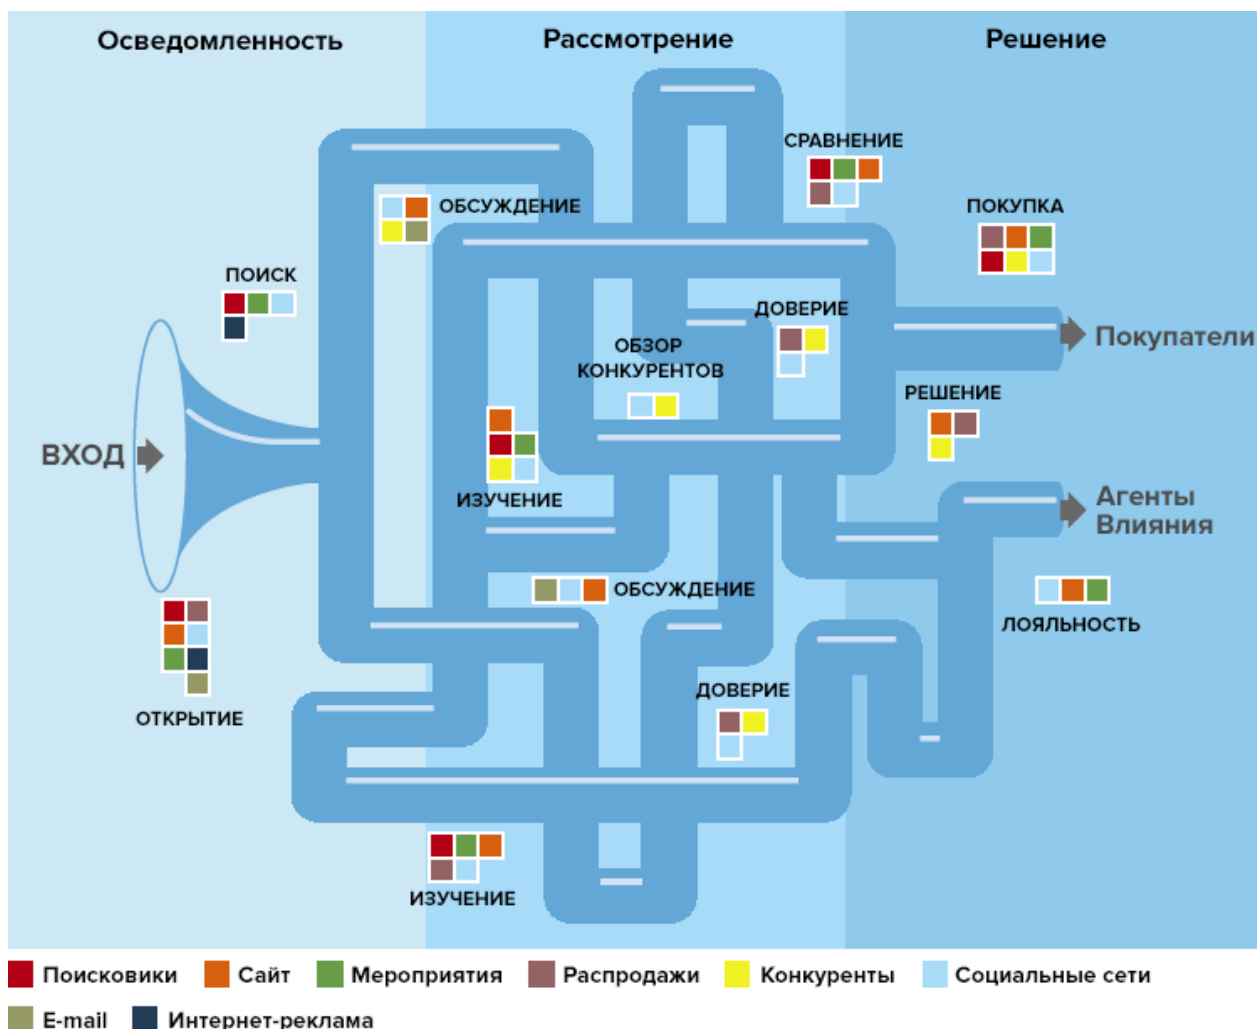 Осведомленность
Рассмотрение
Решение
СРАВНЕНИЕ
ОБСУЖДЕНИЕ
ПОКУПКА
ПОИСК
ДОВЕРИЕ
ОБЗОР
КОНКУРЕНТОВ
Покупатели
РЕШЕНИЕ
ВХОД
ИЗУЧЕНИЕ
Агенты
Влияния
ОБСУЖДЕНИЕ
ЛОЯЛЬНОСТЬ
ДОВЕРИЕ
ОТКРЫТИЕ
ИЗУЧЕНИЕ
Поисковики
Сайт
Мероприятия
Распродажи
Конкуренты
Социальные сети
E-mail
Интернет-реклама